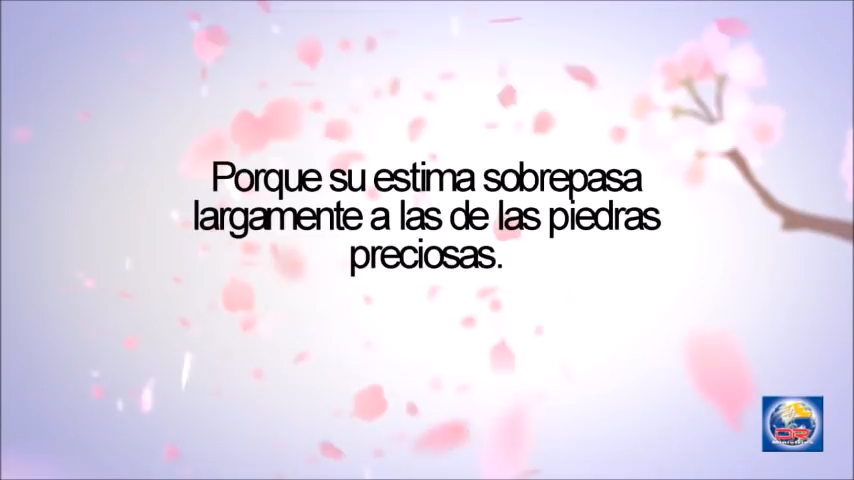 Porque su estima sobrepasa
largamente a las de las piedras
preciosas.